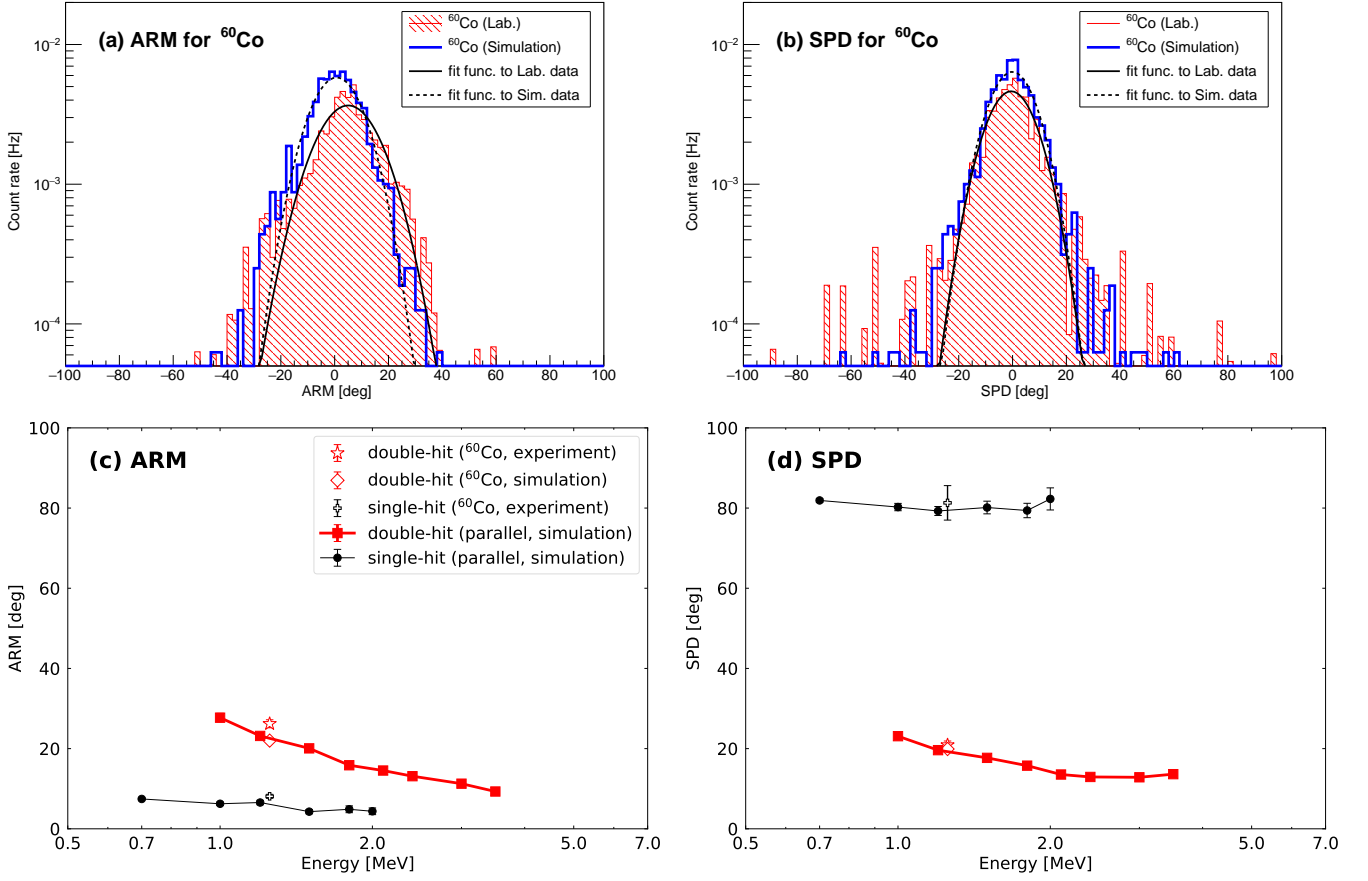 (a) ARM for ⁶⁰Co
⁶⁰Co (Lab.)
⁶⁰Co (Simulation)
fit func. to Lab. data
fit func. to Sim. data
Count rate [Hz]
10⁻²
10⁻³
10⁻⁴
−100 −80 −60 −40 −20 0 20 40 60 80 100
ARM [deg]
(b) SPD for ⁶⁰Co
⁶⁰Co (Lab.)
⁶⁰Co (Simulation)
fit func. to Lab. data
fit func. to Sim. data
Count rate [Hz]
10⁻²
10⁻³
10⁻⁴
−100 −80 −60 −40 −20 0 20 40 60 80 100
SPD [deg]
(c) ARM
double-hit (⁶⁰Co, experiment)
double-hit (⁶⁰Co, simulation)
single-hit (⁶⁰Co, experiment)
double-hit (parallel, simulation)
single-hit (parallel, simulation)
ARM [deg]
100
80
60
40
20
0
0.5 0.7 1.0 2.0 5.0 7.0
Energy [MeV]
(d) SPD
SPD [deg]
100
80
60
40
20
0
0.5 0.7 1.0 2.0 5.0 7.0
Energy [MeV]